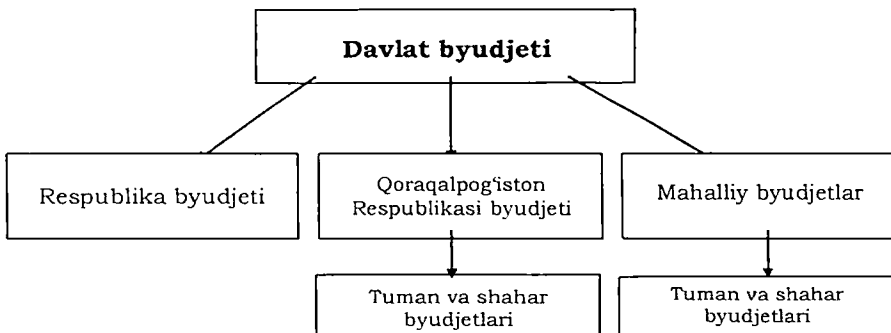 Davlat byudjeti
Respublika byudjeti
Qoraqalpog‘iston
Respublikasi byudjeti
Mahalliy byudjetlar
Tuman va shahar
byudjetlari
Tuman va shahar
byudjetlari